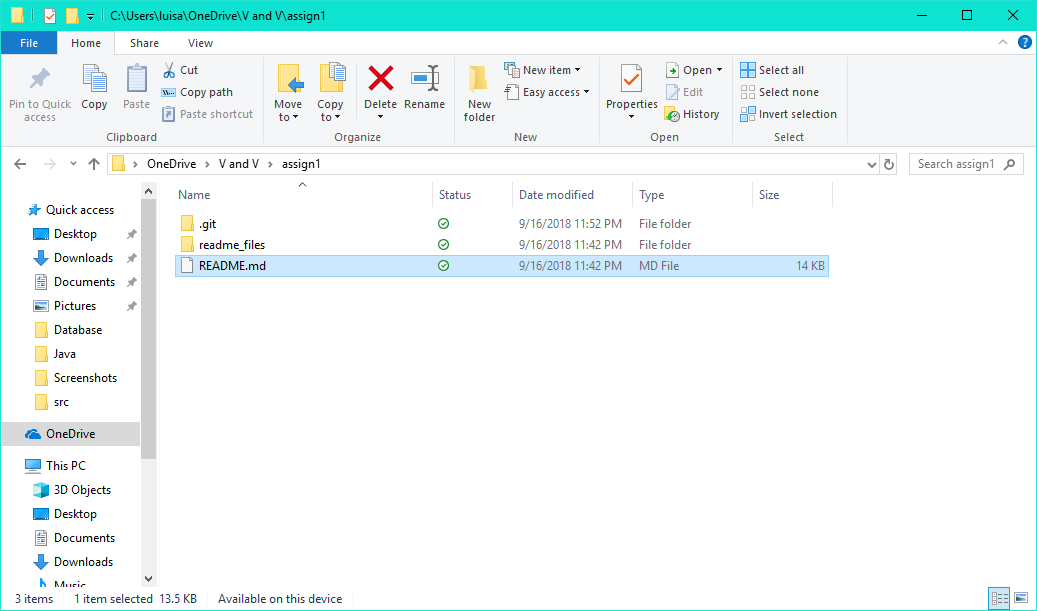 C:\Users\luisa\OneDrive\V and V\assign1
File Home Share View
Pin to Quick access
Copy
Paste
Cut
Copy path
Paste shortcut
Clipboard
Move to
Copy to
Delete
Rename
Organize
New folder
New item
Easy access
New
Properties
Open
Edit
History
Open
Select all
Select none
Invert selection
Select
OneDrive V and V assign1
Search assign1
Name Status Date modified Type Size
.git 9/16/2018 11:52 PM File folder
readme_files 9/16/2018 11:42 PM File folder
README.md 9/16/2018 11:42 PM MD File 14 KB
Quick access
Desktop
Downloads
Documents
Pictures
Database
Java
Screenshots
src
OneDrive
This PC
3D Objects
Desktop
Documents
Downloads
Music
3 items 1 item selected 13.5 KB Available on this device